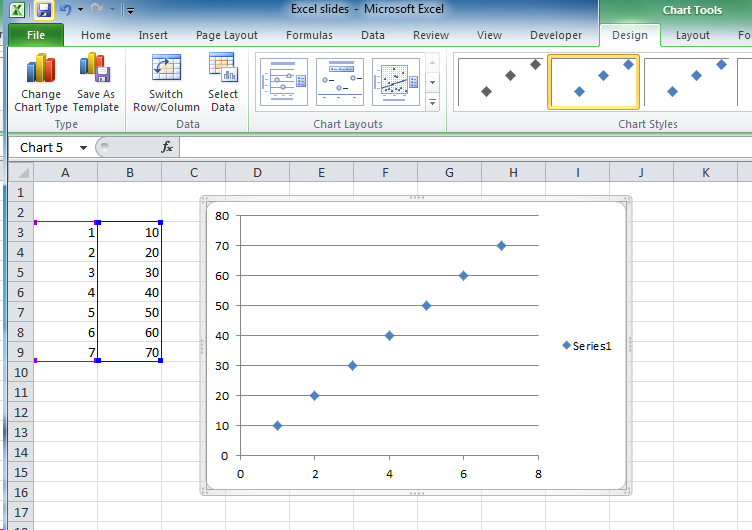 Excel slides - Microsoft Excel
Chart Tools
File Home Insert Page Layout Formulas Data Review View Developer Design Layout Fo
Change Chart Type
Save As Template
Switch Row/Column
Select Data
Type Data Chart Layouts Chart Styles
Chart 5 fx
A B C D E F G H I J K
1
2
3 1 10
4 2 20
5 3 30
6 4 40
7 5 50
8 6 60
9 7 70
10
11
12
13
14
15
16
17
80
70
60
50
40
30
20
10
0
0 2 4 6 8
Series1